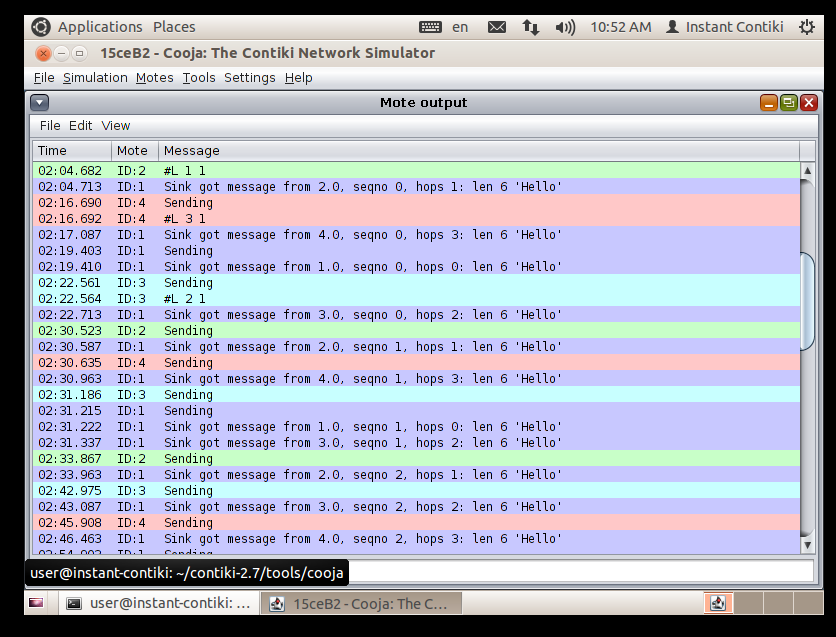 Applications Places en 10:52 AM Instant Contiki
15ceB2 - Cooja: The Contiki Network Simulator
File Simulation Motes Tools Settings Help
Mote output
File Edit View
Time Mote Message
02:04.682 ID:2 #L 1 1
02:04.713 ID:1 Sink got message from 2.0, seqno 0, hops 1: len 6 'Hello'
02:16.690 ID:4 Sending
02:16.692 ID:4 #L 3 1
02:17.087 ID:1 Sink got message from 4.0, seqno 0, hops 3: len 6 'Hello'
02:19.403 ID:1 Sending
02:19.410 ID:1 Sink got message from 1.0, seqno 0, hops 0: len 6 'Hello'
02:22.561 ID:3 Sending
02:22.564 ID:3 #L 2 1
02:22.713 ID:1 Sink got message from 3.0, seqno 0, hops 2: len 6 'Hello'
02:30.523 ID:2 Sending
02:30.587 ID:1 Sink got message from 2.0, seqno 1, hops 1: len 6 'Hello'
02:30.635 ID:4 Sending
02:30.963 ID:1 Sink got message from 4.0, seqno 1, hops 3: len 6 'Hello'
02:31.186 ID:3 Sending
02:31.215 ID:1 Sending
02:31.222 ID:1 Sink got message from 1.0, seqno 1, hops 0: len 6 'Hello'
02:31.337 ID:1 Sink got message from 3.0, seqno 1, hops 2: len 6 'Hello'
02:33.867 ID:2 Sending
02:33.963 ID:1 Sink got message from 2.0, seqno 2, hops 1: len 6 'Hello'
02:42.975 ID:3 Sending
02:43.087 ID:1 Sink got message from 3.0, seqno 2, hops 2: len 6 'Hello'
02:45.908 ID:4 Sending
02:46.463 ID:1 Sink got message from 4.0, seqno 2, hops 3: len 6 'Hello'
ID:1 Sending
user@instant-contiki: ~/contiki-2.7/tools/cooja
user@instant-contiki: ... 15ceB2 - Cooja: The C...